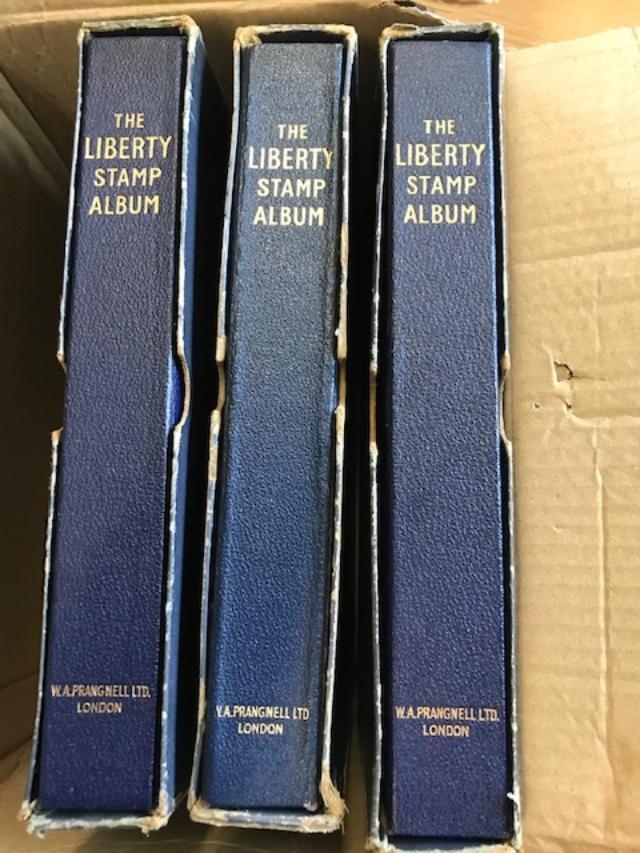 THE
LIBERTY
STAMP
ALBUM
W.A.PRANGNELL LTD.
LONDON
THE
LIBERTY
STAMP
ALBUM
W.A.PRANGNELL LTD
LONDON
THE
LIBERTY
STAMP
ALBUM
W.A.PRANGNELL LTD.
LONDON